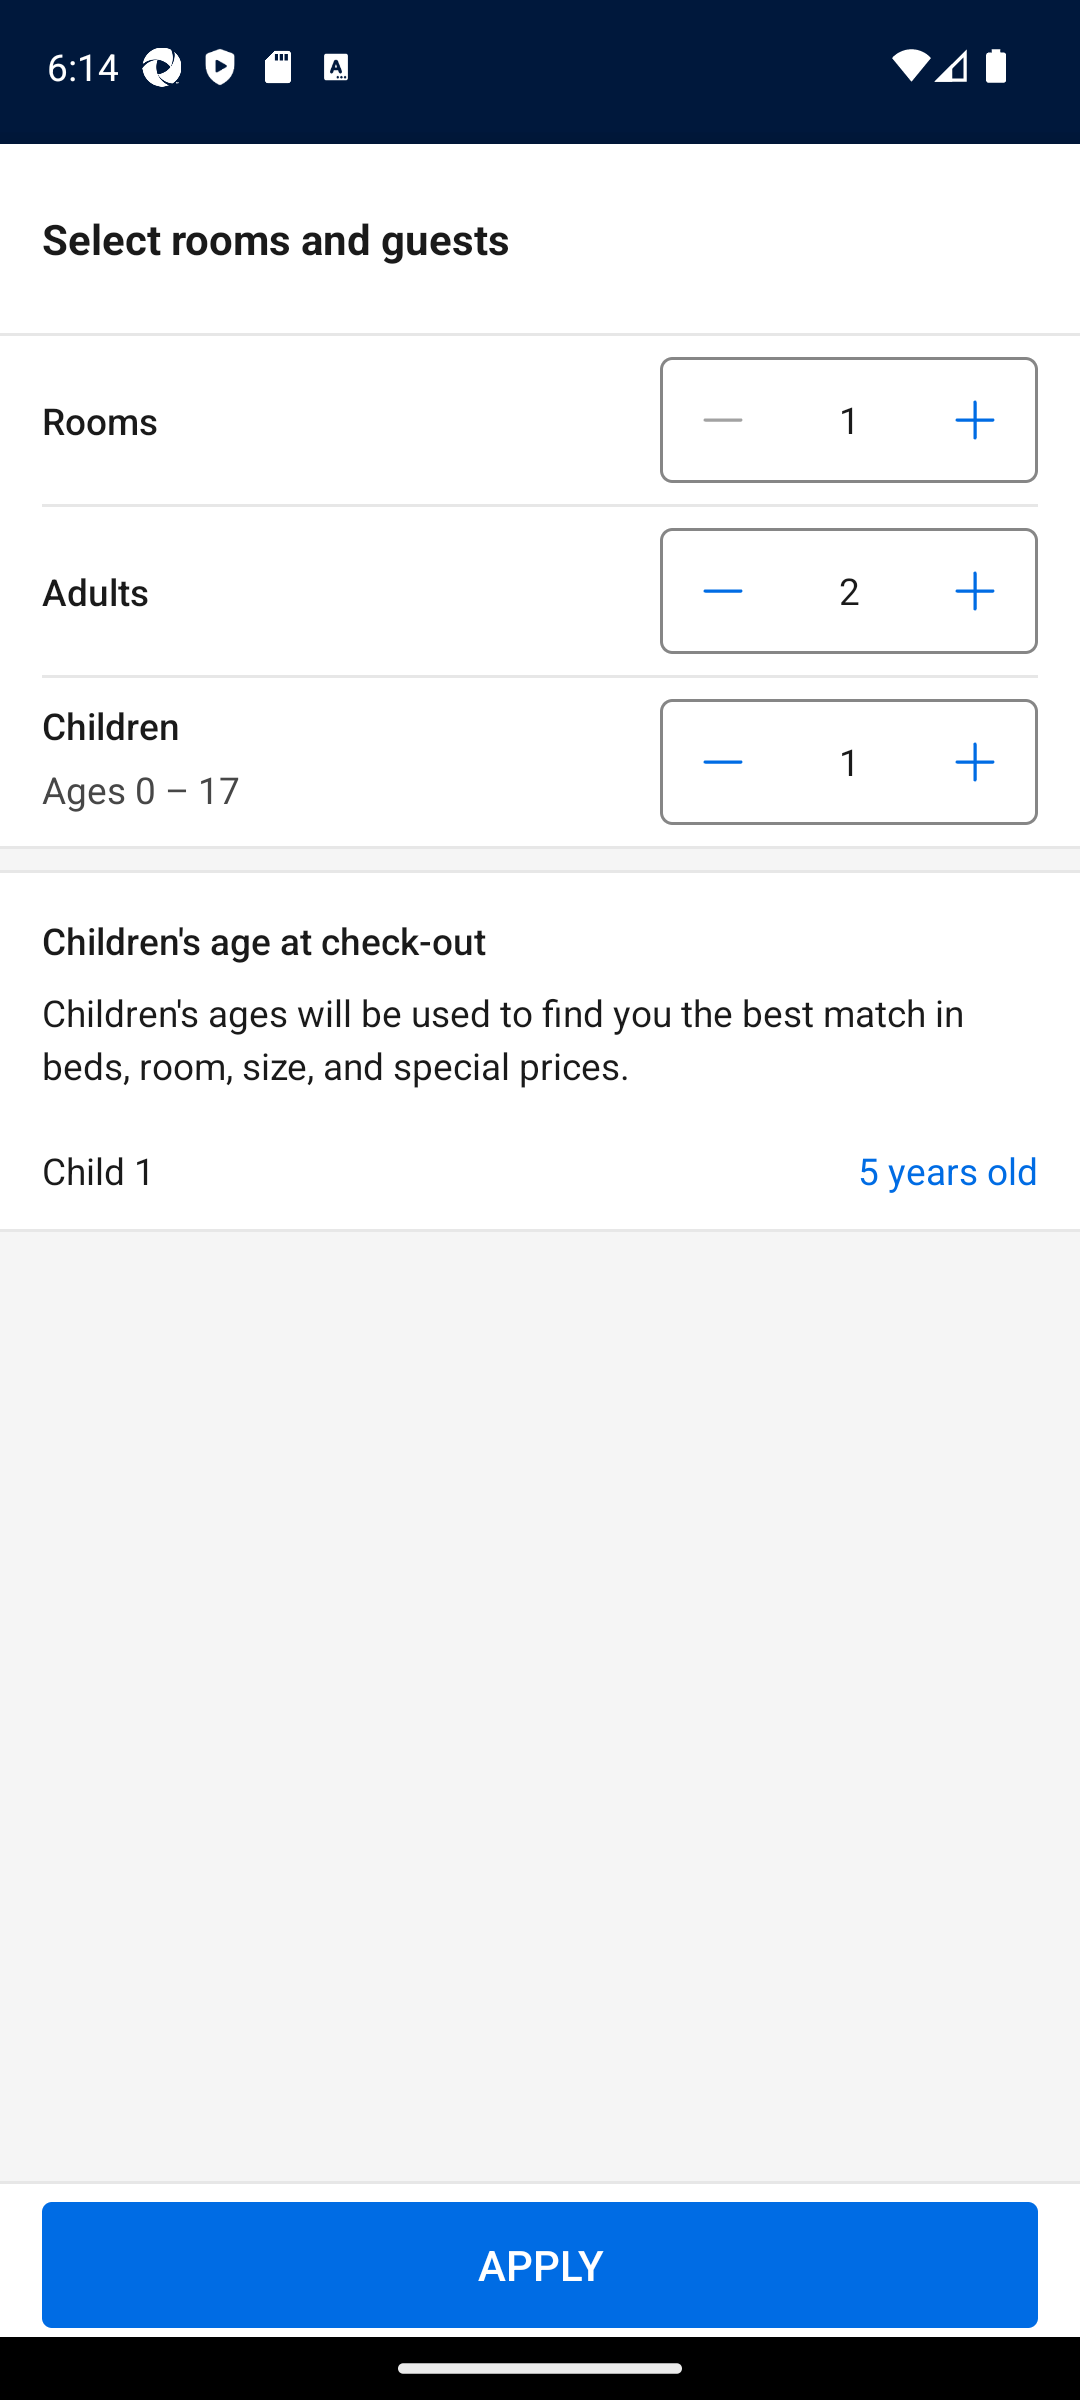 6:14
Select rooms and guests
Rooms
1
Adults
2
Children
Ages 0 – 17
1
Children's age at check-out
Children's ages will be used to find you the best match in
beds, room, size, and special prices.
Child 1
5 years old
APPLY